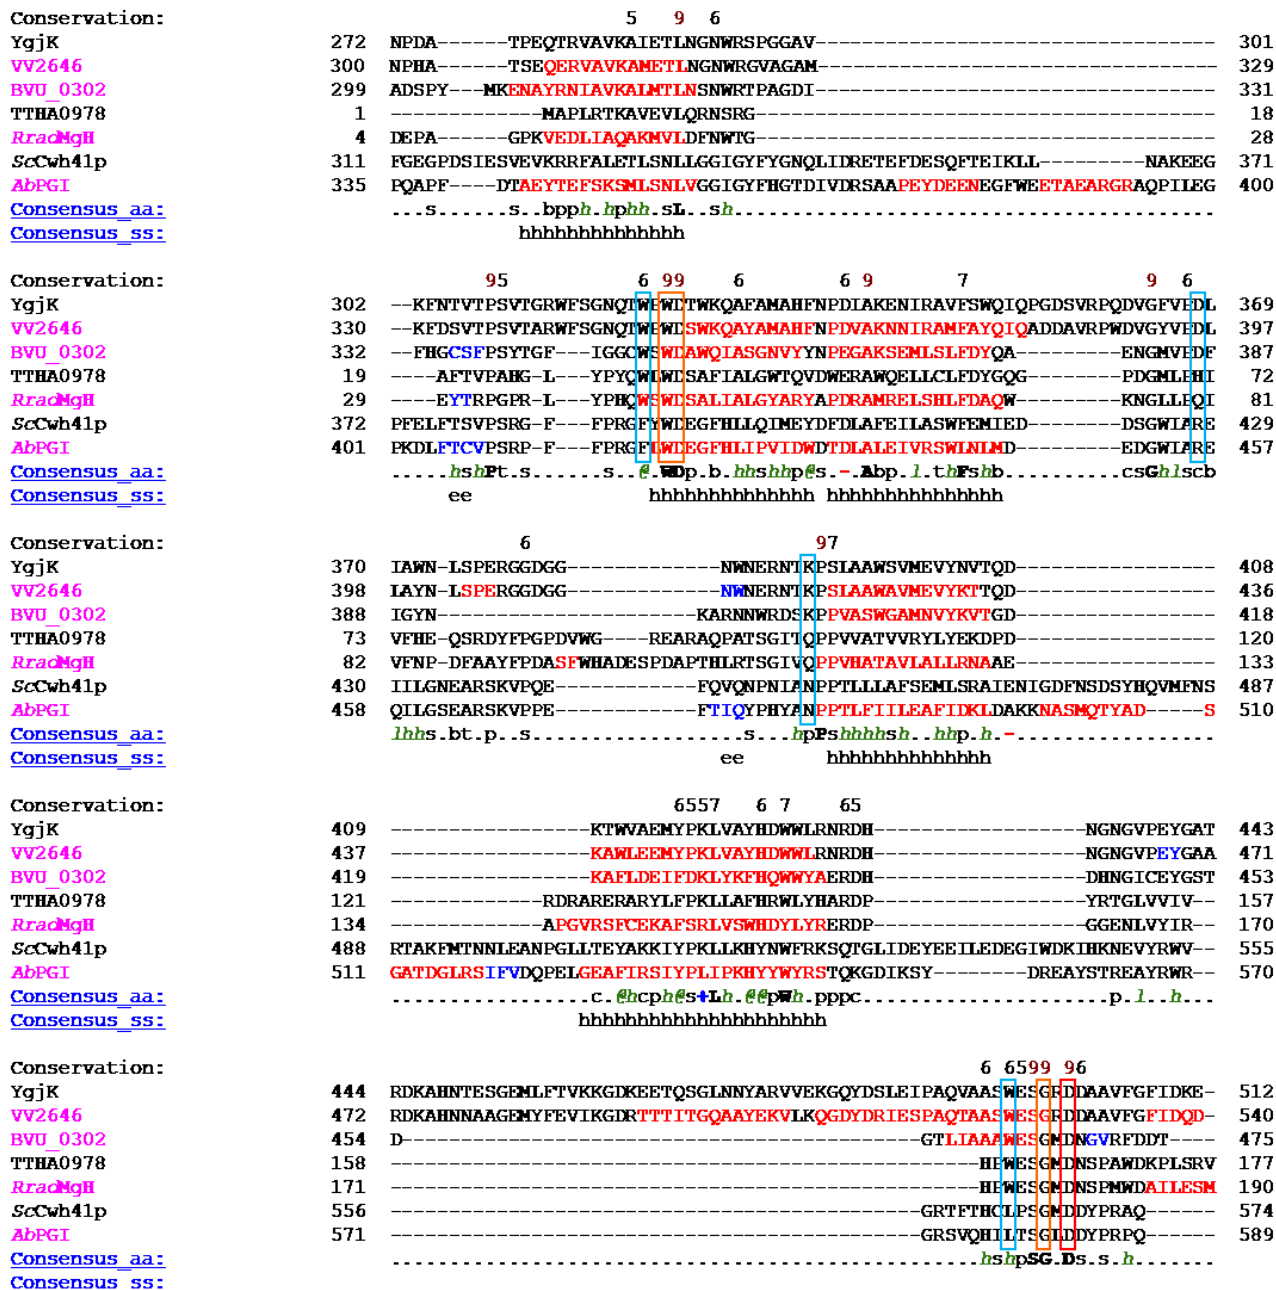 Conservation: 5 9 6
YgjK 272 NPDA------TPEQTRVAVKAIETLNGNWRSPGGAV---------------------------------- 301
VV2646 300 NPHA------TSEQERVAVKAMETLNGNWRGVAGAM---------------------------------- 329
BVU_0302 299 ADSPY---MKENAYRNIAVKALMTLNSNWRTPAGDI---------------------------------- 331
TTHA0978 1 -------------MAPLRTKAVEVLQRNSRG--------------------------------------- 18
RradMgH 4 DEPA------GPKVEDLIAQAKMVLDFNWTG--------------------------------------- 28
ScCwh41p 311 FGEGPDSIESVEVKRRFALETLSNLLGGIGYFYGNQLIDRETEFDESQFTEIKLL---------NAKEEG 371
AbPGI 335 PQAPF----DTAEYTEFSKSMLSNLVGGIGYFHGTDIVDRSAAPEYDEENEGFWEETAEARGRAQPILEG 400
Consensus_aa: ...s......s.bpph.hphh.sL..sh..........................................
Consensus_ss: hhhhhhhhhhhhhh
Conservation: 95 6 99 6 6 9 7 9 6
YgjK 302 --KFNTVTPSVTGRWFSGNQTWPWDTWKQAFAMAHFNPDIAKENIRAVFSWQIQPGDSVRPQDVGFVPDL 369
VV2646 330 --KFDSVTPSVTARWFSGNQTWPWDSWKQAYAMAHFNPDVAKNNIRAMFAYQIQADDAVRPWDVGYVPDL 397
BVU_0302 332 --FHGCSFPSYTGF---IGGCWSWDAWQIASGNVYYNPEGAKSEMLSLFDYQA---------ENGMVPDF 387
TTHA0978 19 ----AFTVPAHG-L---YPYQWLWDSAFIALGWTQVDWERAWQELLCLFDYGQG--------PDGMLPHI 72
RradMgH 29 ----EYTRPGPR-L---YPHQWSWDSALIALGYARYAPDRAMRELSHLFDAQW---------KNGLLPQI 81
ScCwh41p 372 PFELFTSVPSRG-F---FPRGFYWDEGFHLLQIMEYDFDLAFEILASWFEMIED--------DSGWIARE 429
AbPGI 401 PKDLFTCVPSRP-F---FPRGFLWDEGFHLIPVIDWDTDLALEIVRSWLNLMD---------EDGWIARE 457
Consensus_aa: .....hshPt.s......s..@.WDp.b..hhshhp@s.-.Abp.l.thFshb.........csGhlscb
Consensus_ss: ee hhhhhhhhhhhhhh hhhhhhhhhhhhhhh
Conservation: 6 97
YgjK 370 IAWN-LSPERGGDGG-------------NWNERNTKPSLAAWSVMEVYNVTQD----------------- 408
VV2646 398 LAYN-LSPERGGDGG-------------NWNERNTKPSLAAWAVMEVYKTTQD----------------- 436
BVU_0302 388 IGYN----------------------KARNNWRDSKPPVASWGAMNVYKVTGD----------------- 418
TTHA0978 73 VFHE-QSRDYFPGPDVWG----REARAQPATSGITQPPVVATVVRYLYEKDPD----------------- 120
RradMgH 82 VFNP-DFAAYFPDASFWHADESPDAPTHLRTSGIVQPPVHATAVLALLRNAAE----------------- 133
ScCwh41p 430 IILGNEARSKVPQE------------FQVQNPNIANPPTLLLAFSEMLSRAIENIGDFNSDSYHQVMFNS 487
AbPGI 458 QILGSEARSKVPPE------------FTIQYPHYANPPTLFIILEAFIDKLDAKKNASMQTYAD-----S 510
Consensus_aa: lhhs.bt.p..s..................s...hpPshhhhsh..hhp.h.-.................
Consensus_ss: ee hhhhhhhhhhhhhh
Conservation: 6557 6 7 65
YgjK 409 -----------------KTWVAEMYPKLVAYHDWWLRNRDH------------------NGNGVPEYGAT 443
VV2646 437 -----------------KAWLEEMYPKLVAYHDWWLRNRDH------------------NGNGVPEYGAA 471
BVU_0302 419 -----------------KAFLDEIFDKLYKFHQWWYAERDH------------------DHNGICEYGST 453
TTHA0978 121 -------------RDRARERARYLFPKLLAFHRWLYHARDP------------------YRTGLVVIV-- 157
RradMgH 134 -------------APGVRSFCEKAFSRLVSWHDYLYRERDP------------------GGENLVYIR-- 170
ScCwh41p 488 RTAKFMTNNLEANPGLLTEYAKKIYPKLLKHYNWFRKSQTGLIDEYEEILEDEGIWDKIHKNEVYRWV-- 555
AbPGI 511 GATDGLRSIFVDQPELGEAFIRSIYPLIPKHYYWYRSTQKGDIKSY--------DREAYSTREAYRWR-- 570
Consensus_aa: .................c.@hcph@s+Lh.@@pWh.pppc....................p.l..h...
Consensus_ss: hhhhhhhhhhhhhhhhhhhhh
Conservation: 6 6599 96
YgjK 444 RDKAHNTESGEMLFTVKKGDKEETQSGLNNYARVVEKGQYDSLEIPAQVAASWESGRDDAAVFGFIDKE- 512
VV2646 472 RDKAHNNAAGEMYFEVIKGDRTTTITGQAAYEKVLKQGDYDRIESPAQTAASWESGRDDAAVFGFIDQD- 540
BVU_0302 454 D--------------------------------------------GTLIAAAWESGMDNGVRFDDT---- 475
TTHA0978 158 --------------------------------------------------HPWESGMDNSPAWDKPLSRV 177
RradMgH 171 --------------------------------------------------HPWESGMDNSPMWDAILESM 190
ScCwh41p 556 ---------------------------------------------GRTFTHCLPSGMDDYPRAQ------ 574
AbPGI 571 ---------------------------------------------GRSVQHILTSGLDDYPRPQ------ 589
Consensus_aa: ..................................................hshpSG.Ds.s..h......
Consensus_ss: